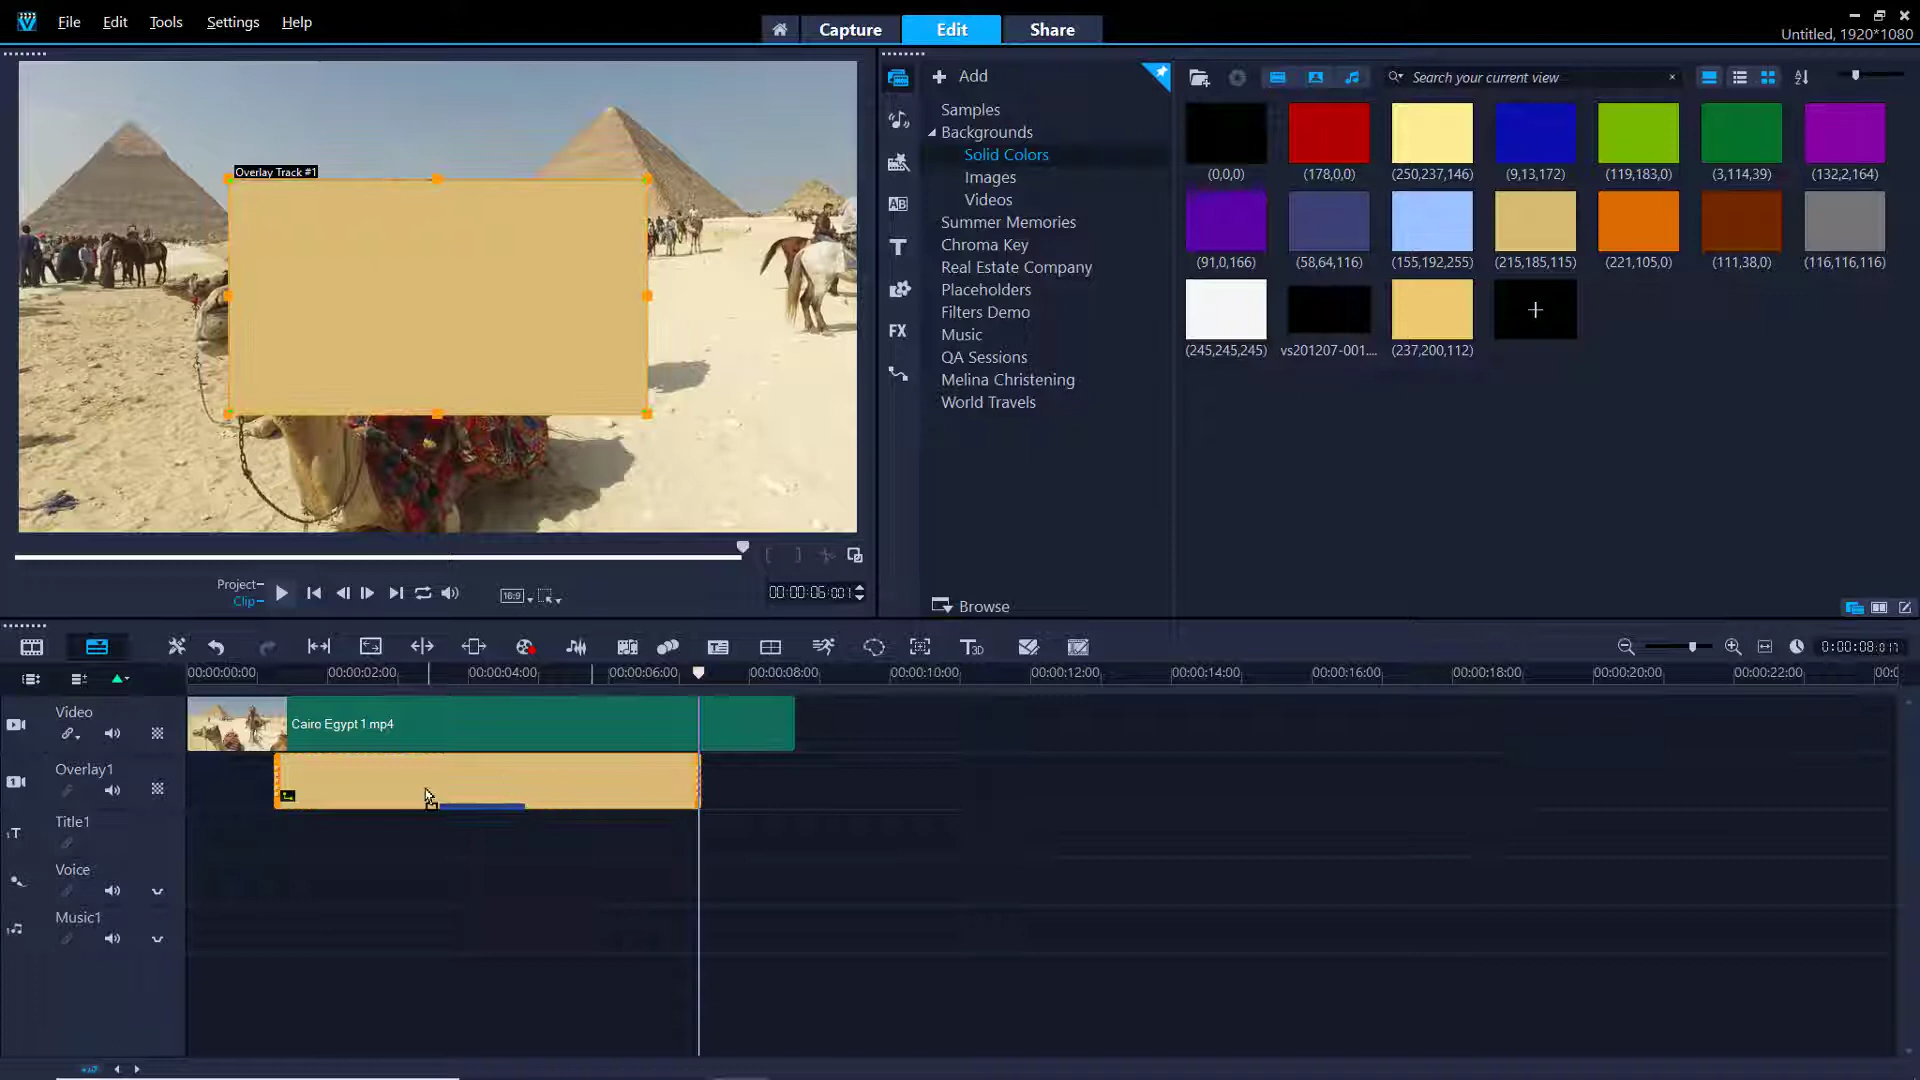 File Edit Tools Settings Help
Capture Edit Share
Untitled, 1920*1080
Overlay Track #1
Project
Clip
16:9
00:00:06:001
Add
Samples
Backgrounds
Solid Colors
Images
Videos
Summer Memories
Chroma Key
Real Estate Company
Placeholders
Filters Demo
Music
QA Sessions
Melina Christening
World Travels
Browse
AB
T
FX
Search your current view
(0,0,0) (178,0,0) (250,237,146) (9,13,172) (119,183,0) (3,114,39) (132,2,164)
(91,0,166) (58,64,116) (155,192,255) (215,185,115) (221,105,0) (111,38,0) (116,116,116)
(245,245,245) vs201207-001.... (237,200,112)
T3D
0:00:08:017
00:00:00:00 00:00:02:00 00:00:04:00 00:00:06:00 00:00:08:00 00:00:10:00 00:00:12:00 00:00:14:00 00:00:16:00 00:00:18:00 00:00:20:00 00:00:22:00
Video
Cairo Egypt 1.mp4
Overlay1
Title1
Voice
Music1